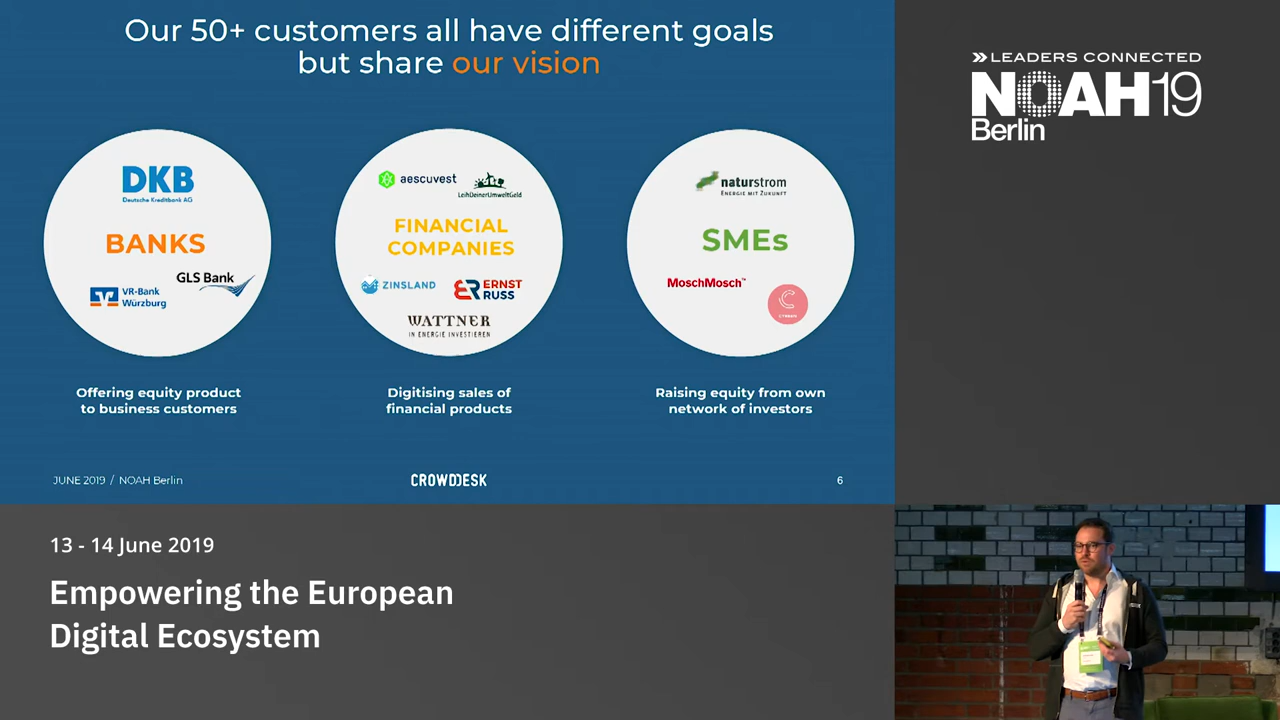 Our 50+ customers all have different goals
but share our vision
DKB
Deutsche Kreditbank AG
BANKS
GLS Bank
VR-Bank
Würzburg
Offering equity product
to business customers
aescuvest
LeihDeinerUmweltGeld
FINANCIAL
COMPANIES
ZINSLAND
ERNST
RUSS
WATTNER
IN ENERGIE INVESTIEREN
Digitising sales of
financial products
naturstrom
ENERGIE MIT ZUKUNFT
SMEs
MoschMosch™
Raising equity from own
network of investors
JUNE 2019 / NOAH Berlin
CROWDDESK
6
LEADERS CONNECTED
NOAH19
Berlin
13 - 14 June 2019
Empowering the European
Digital Ecosystem